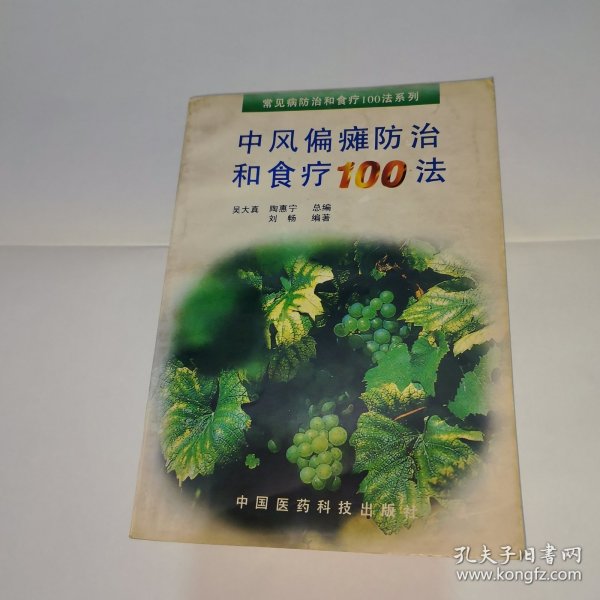 常见病防治和食疗100法系列
中风偏瘫防治
和食疗100法
吴大真 陶惠宁 总编
刘畅 编著
中国医药科技出版社
孔夫子旧书网
www.kongfz.com